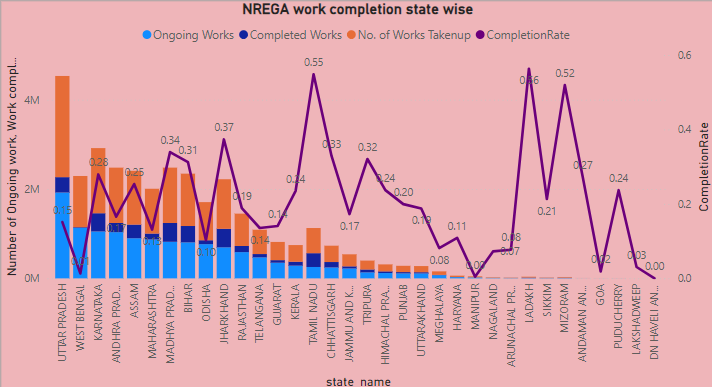 NREGA work completion state wise
Ongoing Works Completed Works No. of Works Takenup CompletionRate
Number of Ongoing work, Work compl...
4M
2M
0M
0.15
0.01
0.28
0.17
0.25
0.13
0.34
0.31
0.10
0.37
0.19
0.14
0.14
0.24
0.55
0.33
0.17
0.32
0.24
0.20
0.19
0.08
0.11
0.00
0.07
0.08
0.56
0.21
0.52
0.27
0.02
0.24
0.03
0.00
0.6
0.4
0.2
0.0
CompletionRate
UTTAR PRADESH
WEST BENGAL
KARNATAKA
ANDHRA PRAD...
ASSAM
MAHARASHTRA
MADHYA PRAD...
BIHAR
ODISHA
JHARKHAND
RAJASTHAN
TELANGANA
GUJARAT
KERALA
TAMIL NADU
CHHATTISGARH
JAMMU AND K...
TRIPURA
HIMACHAL PRA...
PUNJAB
UTTARAKHAND
MEGHALAYA
HARYANA
MANIPUR
NAGALAND
ARUNACHAL PR...
LADAKH
SIKKIM
MIZORAM
ANDAMAN AN...
GOA
PUDUCHERRY
LAKSHADWEEP
DN HAVELI AN...
state_name